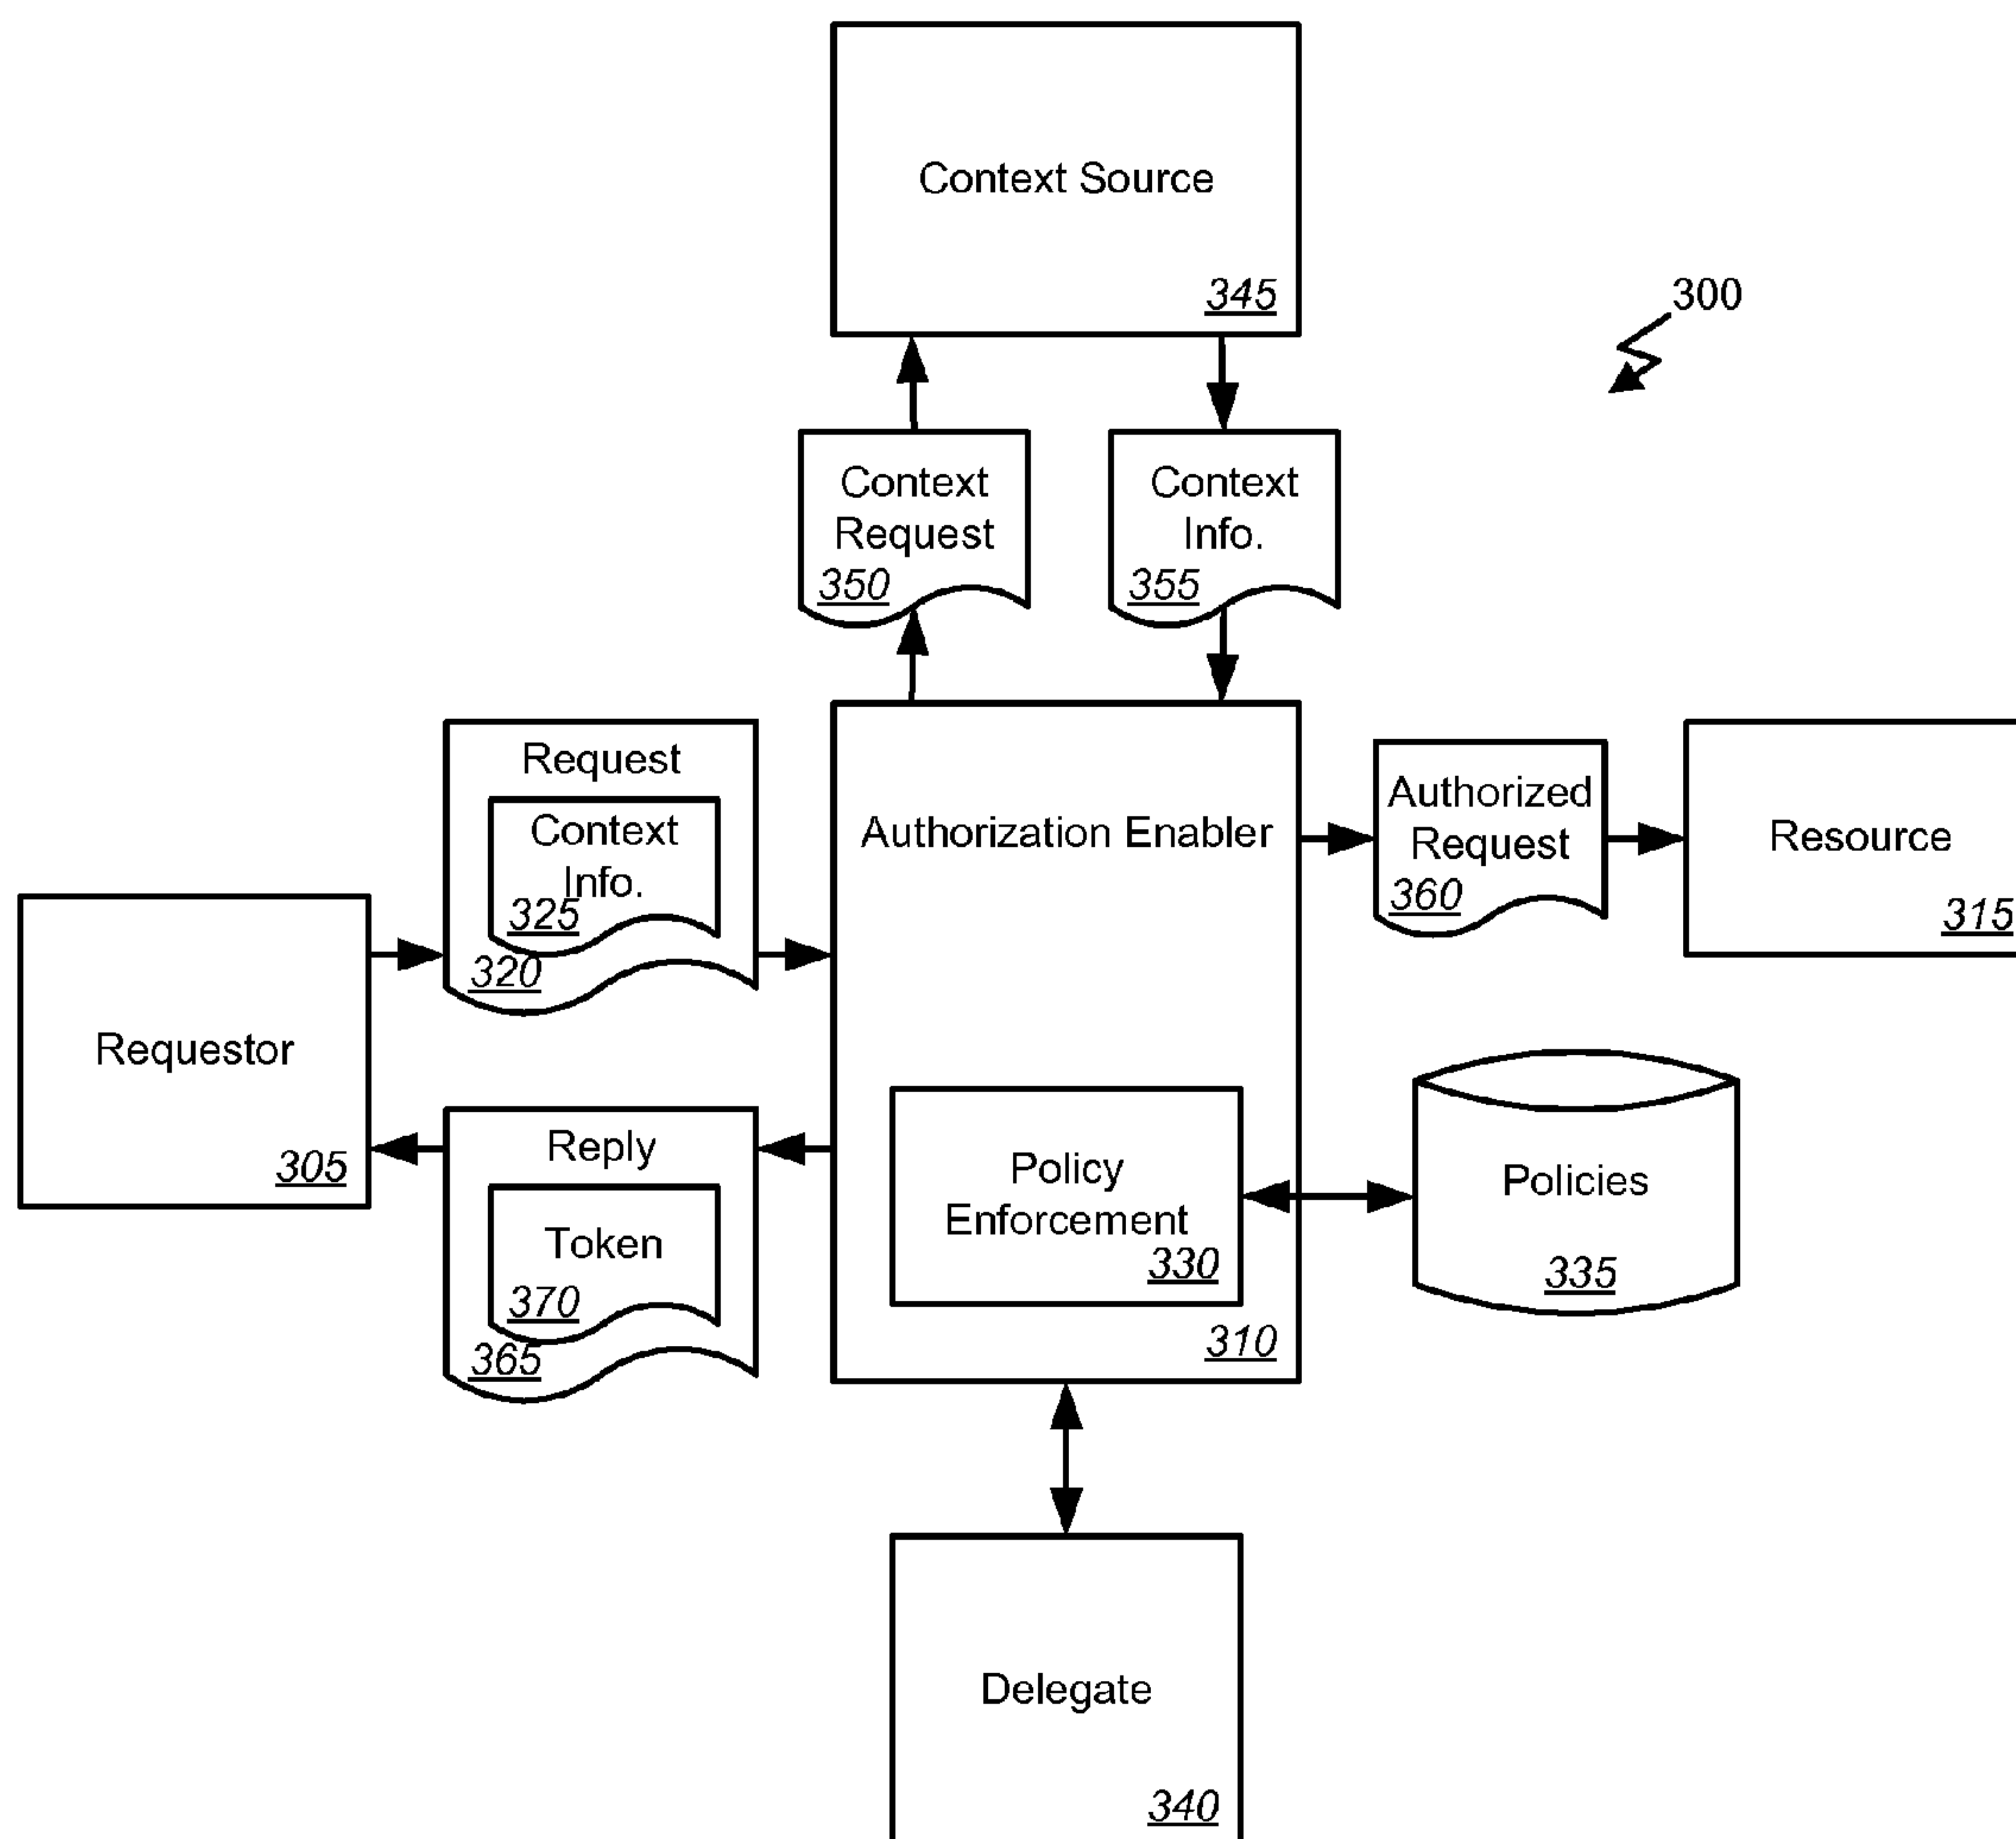 Context Source
345
300
Context
Request
350
Context
Info.
355
Request
Context
Info.
325
320
Authorization Enabler
Authorized
Request
360
Resource
315
Requestor
305
Reply
Token
370
365
Policy
Enforcement
330
310
Policies
335
Delegate
340